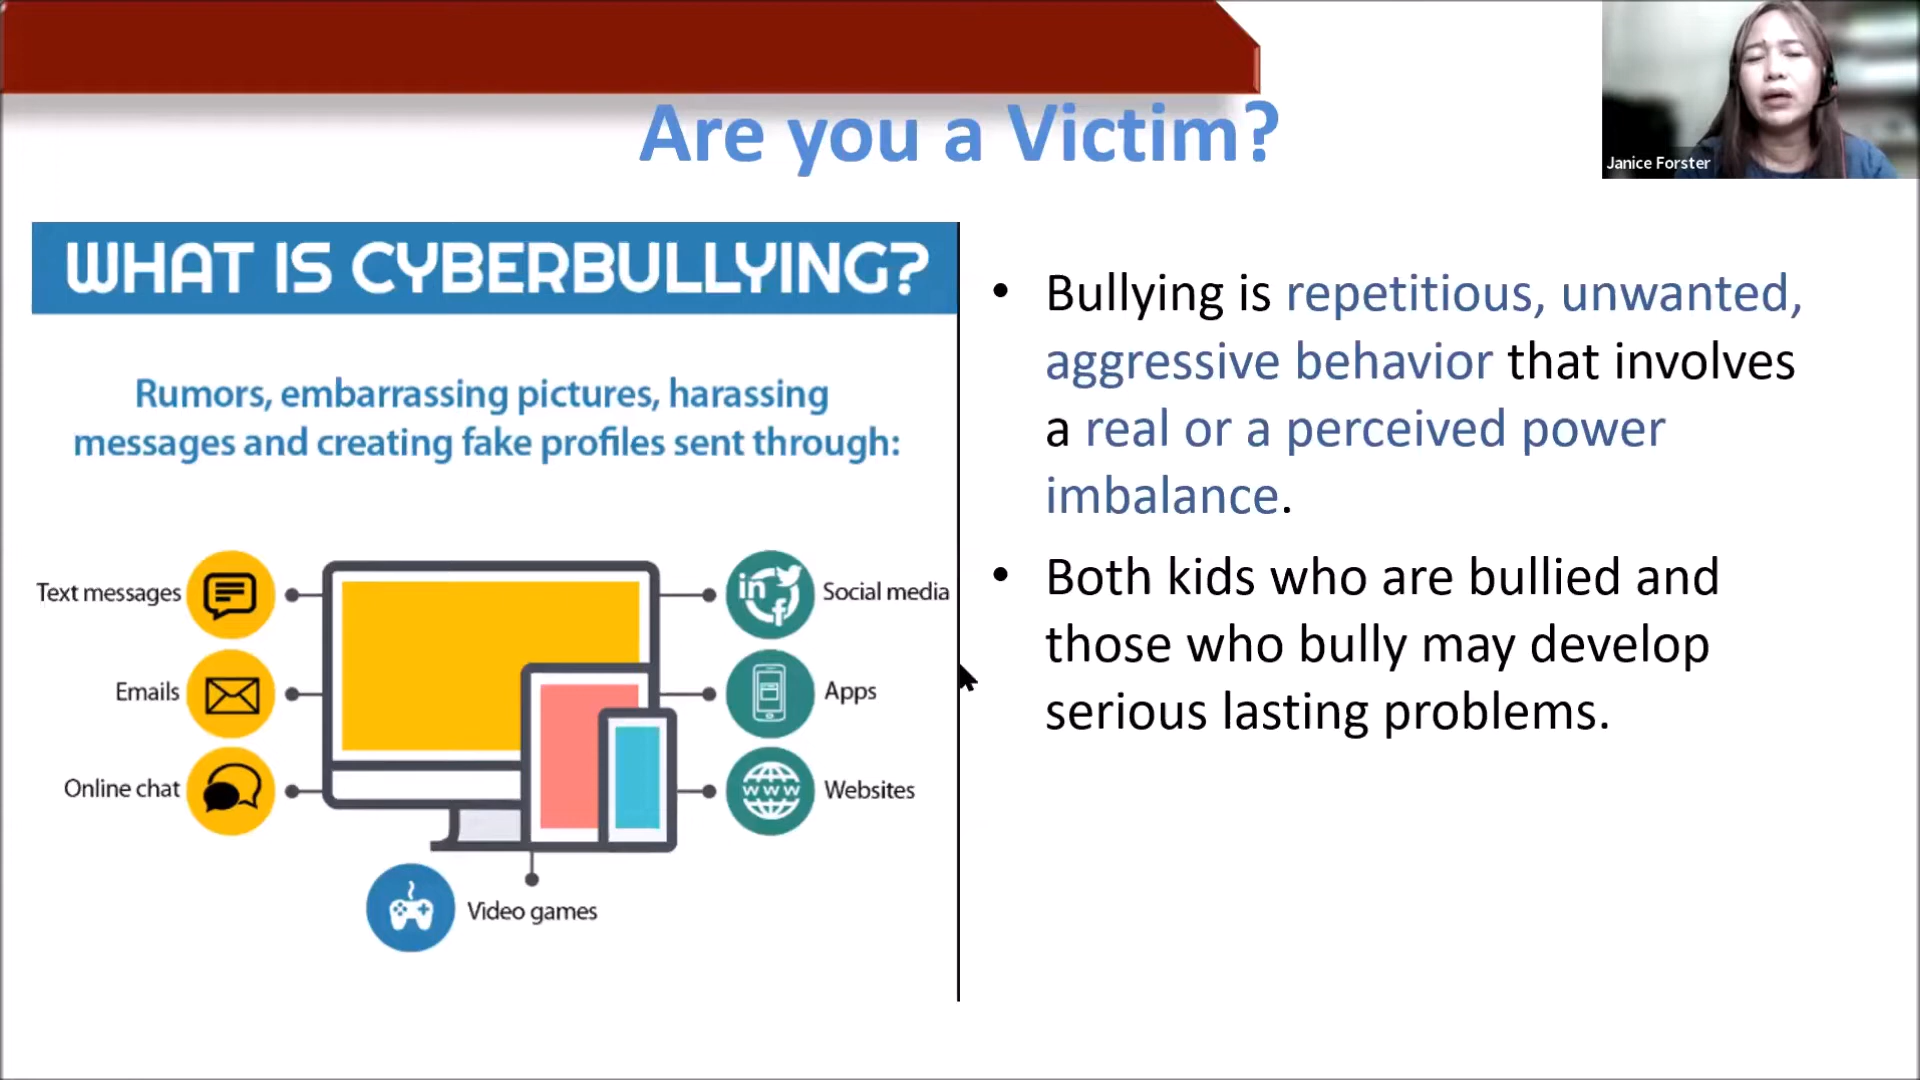 Are you a Victim?
Janice Forster
WHAT IS CYBERBULLYING?
Rumors, embarrassing pictures, harassing
messages and creating fake profiles sent through:
Text messages
Emails
Online chat
in
f
Social media
Apps
WWW
Websites
Video games
• Bullying is repetitious, unwanted,
aggressive behavior that involves
a real or a perceived power
imbalance.
• Both kids who are bullied and
those who bully may develop
serious lasting problems.